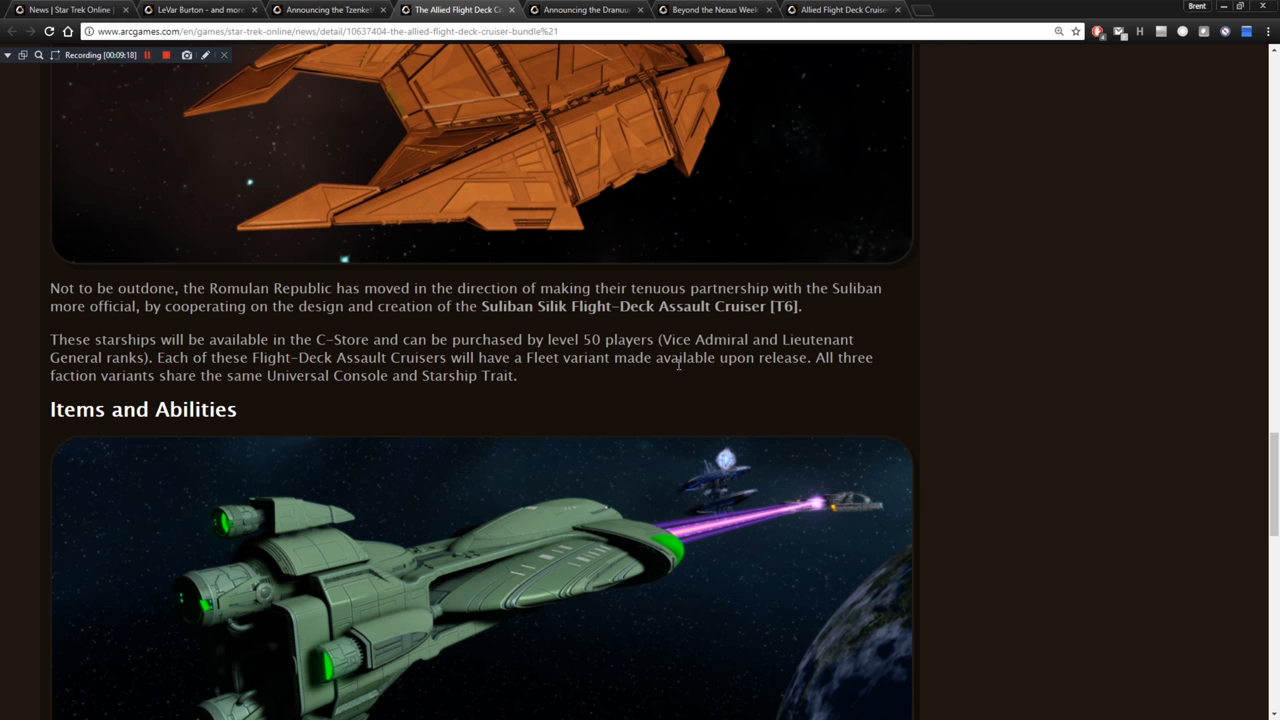 News | Star Trek Online
LeVar Burton - and more
Announcing the Tzenket
The Allied Flight Deck C
Announcing the Dranuu
Beyond the Nexus Week
Allied Flight Deck Cruise
Brent
www.arcgames.com/en/games/star-trek-online/news/detail/10637404-the-allied-flight-deck-cruiser-bundle%21
Recording [00:09:18]
Not to be outdone, the Romulan Republic has moved in the direction of making their tenuous partnership with the Suliban
more official, by cooperating on the design and creation of the Suliban Silik Flight-Deck Assault Cruiser [T6].
These starships will be available in the C-Store and can be purchased by level 50 players (Vice Admiral and Lieutenant
General ranks). Each of these Flight-Deck Assault Cruisers will have a Fleet variant made available upon release. All three
faction variants share the same Universal Console and Starship Trait.
Items and Abilities